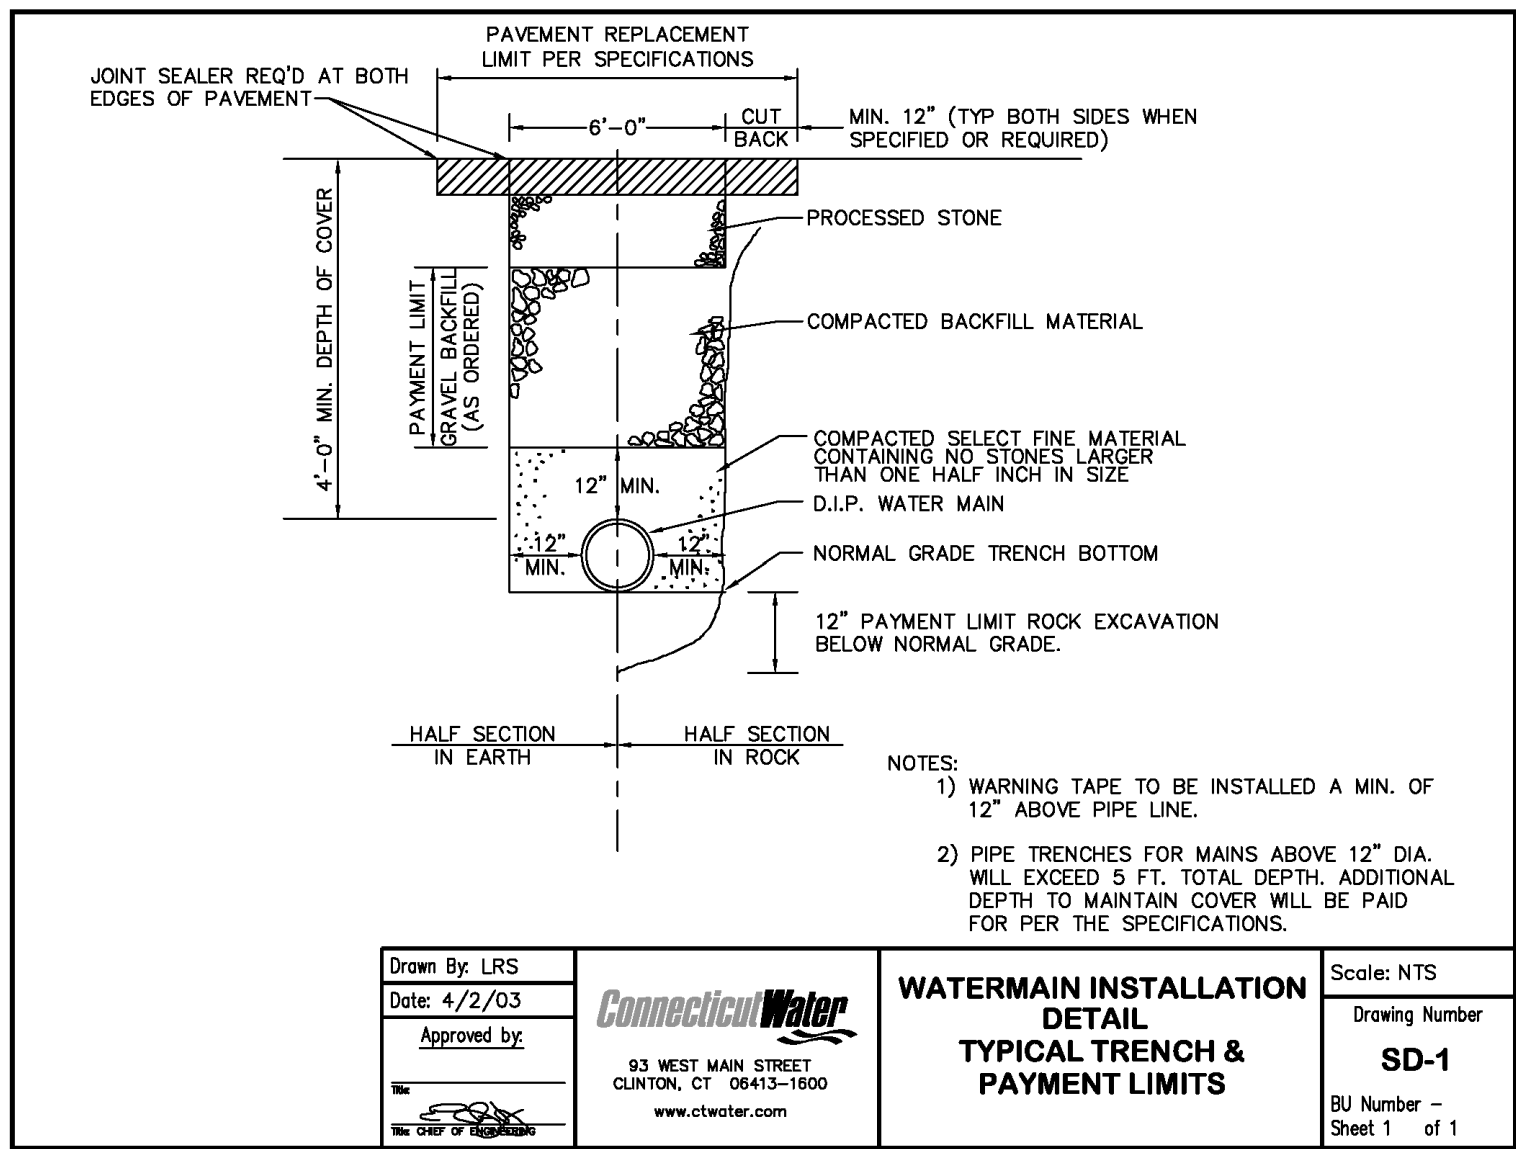 PAVEMENT REPLACEMENT
LIMIT PER SPECIFICATIONS
JOINT SEALER REQ'D AT BOTH
EDGES OF PAVEMENT
6'-0"
CUT
BACK
MIN. 12" (TYP BOTH SIDES WHEN
SPECIFIED OR REQUIRED)
4'-0" MIN. DEPTH OF COVER
PAYMENT LIMIT
GRAVEL BACKFILL
(AS ORDERED)
PROCESSED STONE
COMPACTED BACKFILL MATERIAL
COMPACTED SELECT FINE MATERIAL
CONTAINING NO STONES LARGER
THAN ONE HALF INCH IN SIZE
12" MIN.
D.I.P. WATER MAIN
12"
MIN.
12"
MIN.
NORMAL GRADE TRENCH BOTTOM
12" PAYMENT LIMIT ROCK EXCAVATION
BELOW NORMAL GRADE.
HALF SECTION
IN EARTH
HALF SECTION
IN ROCK
NOTES:
1) WARNING TAPE TO BE INSTALLED A MIN. OF
12" ABOVE PIPE LINE.
2) PIPE TRENCHES FOR MAINS ABOVE 12" DIA.
WILL EXCEED 5 FT. TOTAL DEPTH. ADDITIONAL
DEPTH TO MAINTAIN COVER WILL BE PAID
FOR PER THE SPECIFICATIONS.
Drawn By: LRS
Date: 4/2/03
Approved by:
Title:
Title: CHIEF OF ENGINEERING
ConnecticutWater
93 WEST MAIN STREET
CLINTON, CT 06413-1600
www.ctwater.com
WATERMAIN INSTALLATION
DETAIL
TYPICAL TRENCH &
PAYMENT LIMITS
Scale: NTS
Drawing Number
SD-1
BU Number -
Sheet 1 of 1